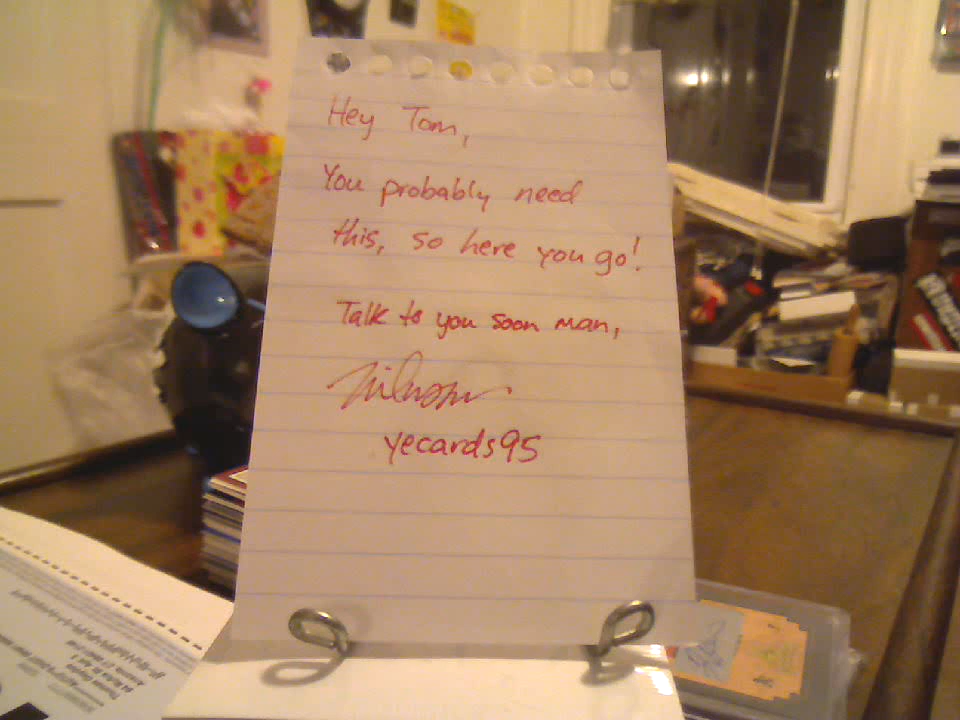 Hey Tom,
You probably need
this, so here you go!
Talk to you soon man,
yecards95